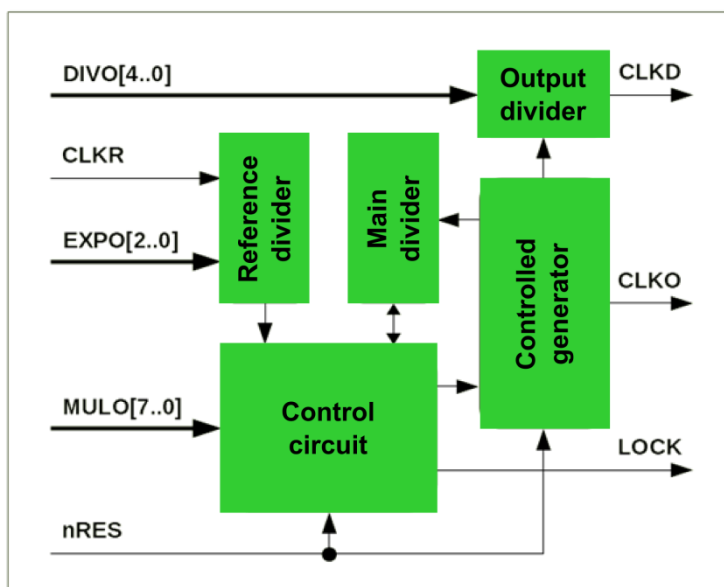 DIVO[4..0]
Output
divider
CLKD
CLKR
Reference
divider
Main
divider
EXPO[2..0]
Controlled
generator
CLKO
MULO[7..0]
Control
circuit
LOCK
nRES